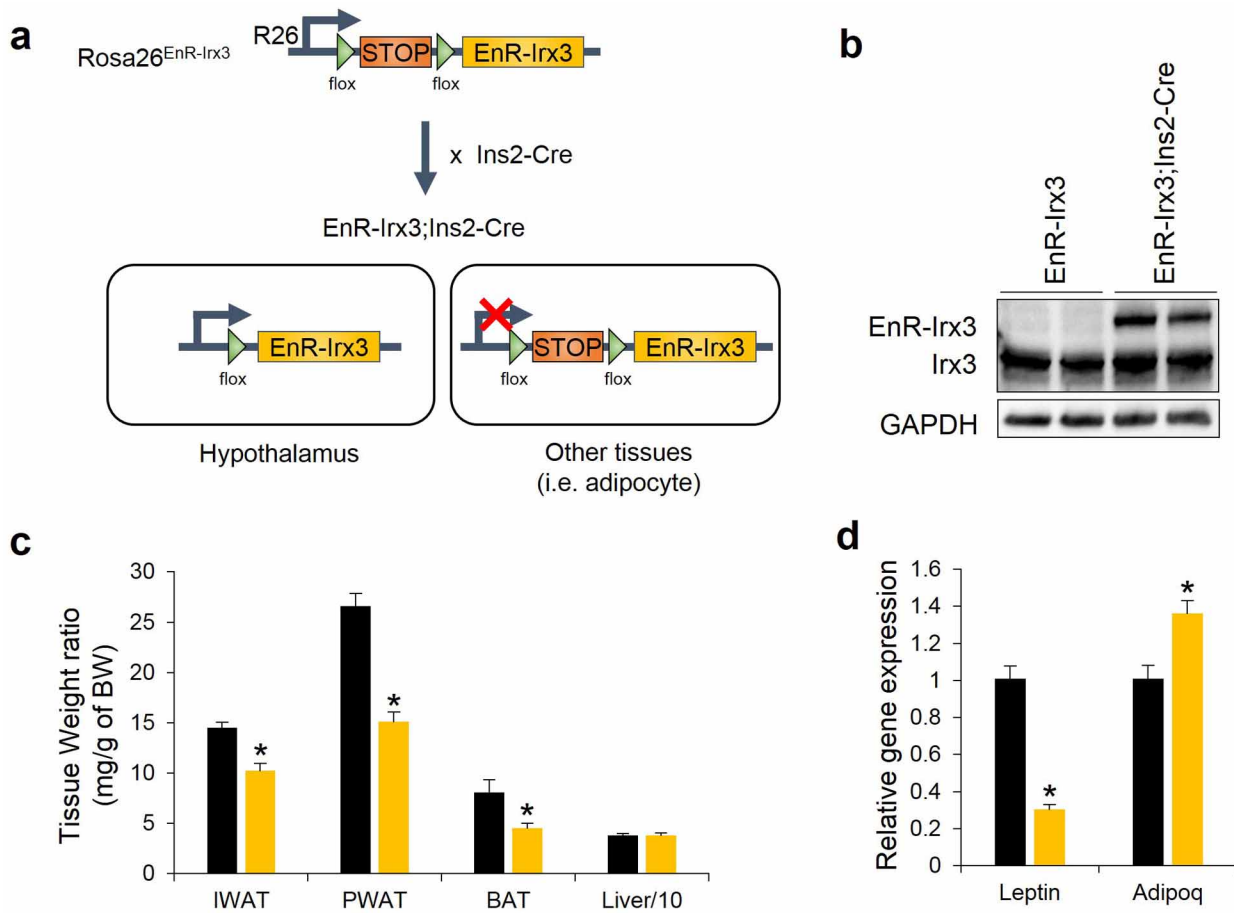 a
Rosa26EnR-Irx3
R26
STOP
EnR-Irx3
flox
flox
x Ins2-Cre
EnR-Irx3;Ins2-Cre
EnR-Irx3
flox
STOP
EnR-Irx3
flox
flox
Hypothalamus
Other tissues
(i.e. adipocyte)
b
EnR-Irx3
EnR-Irx3;Ins2-Cre
EnR-Irx3
Irx3
GAPDH
c
Tissue Weight ratio
(mg/g of BW)
30
25
20
15
10
5
0
*
*
*
IWAT
PWAT
BAT
Liver/10
d
Relative gene expression
1.6
1.4
1.2
1
0.8
0.6
0.4
0.2
0
*
*
Leptin
Adipoq